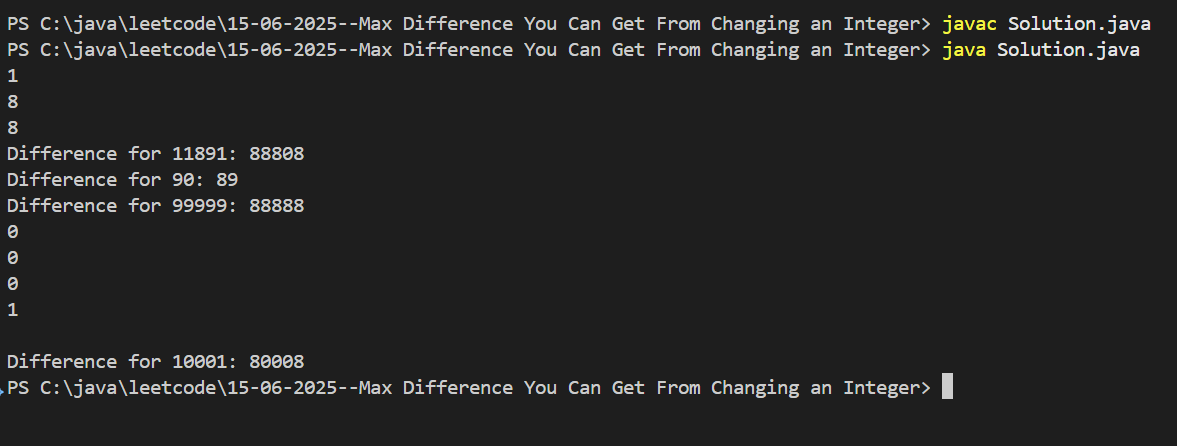 PS C:\java\leetcode\15-06-2025--Max Difference You Can Get From Changing an Integer> javac Solution.java
PS C:\java\leetcode\15-06-2025--Max Difference You Can Get From Changing an Integer> java Solution.java
1
8
8
Difference for 11891: 88808
Difference for 90: 89
Difference for 99999: 88888
0
0
0
1
Difference for 10001: 80008
PS C:\java\leetcode\15-06-2025--Max Difference You Can Get From Changing an Integer>